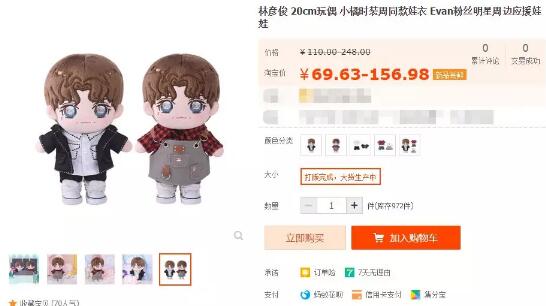 林彦俊 20cm玩偶 小橘时装周同款娃衣 Evan粉丝明星周边应援娃
娃
价格 ￥110.00-248.00
淘宝价 ￥69.63-156.98 新品宝贝
0 累计评论
0 交易成功
颜色分类
大小 打版完成，大货生产中
数量 - 1 + 件(库存972件)
立即购买 加入购物车
承诺 订单险 7天无理由
支付 蚂蚁花呗 信用卡支付 集分宝
★ 收藏宝贝 (70人气)